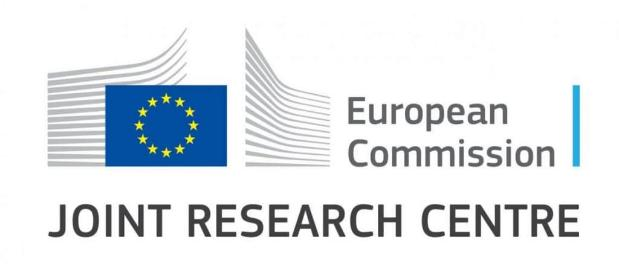 European
Commission
JOINT RESEARCH CENTRE